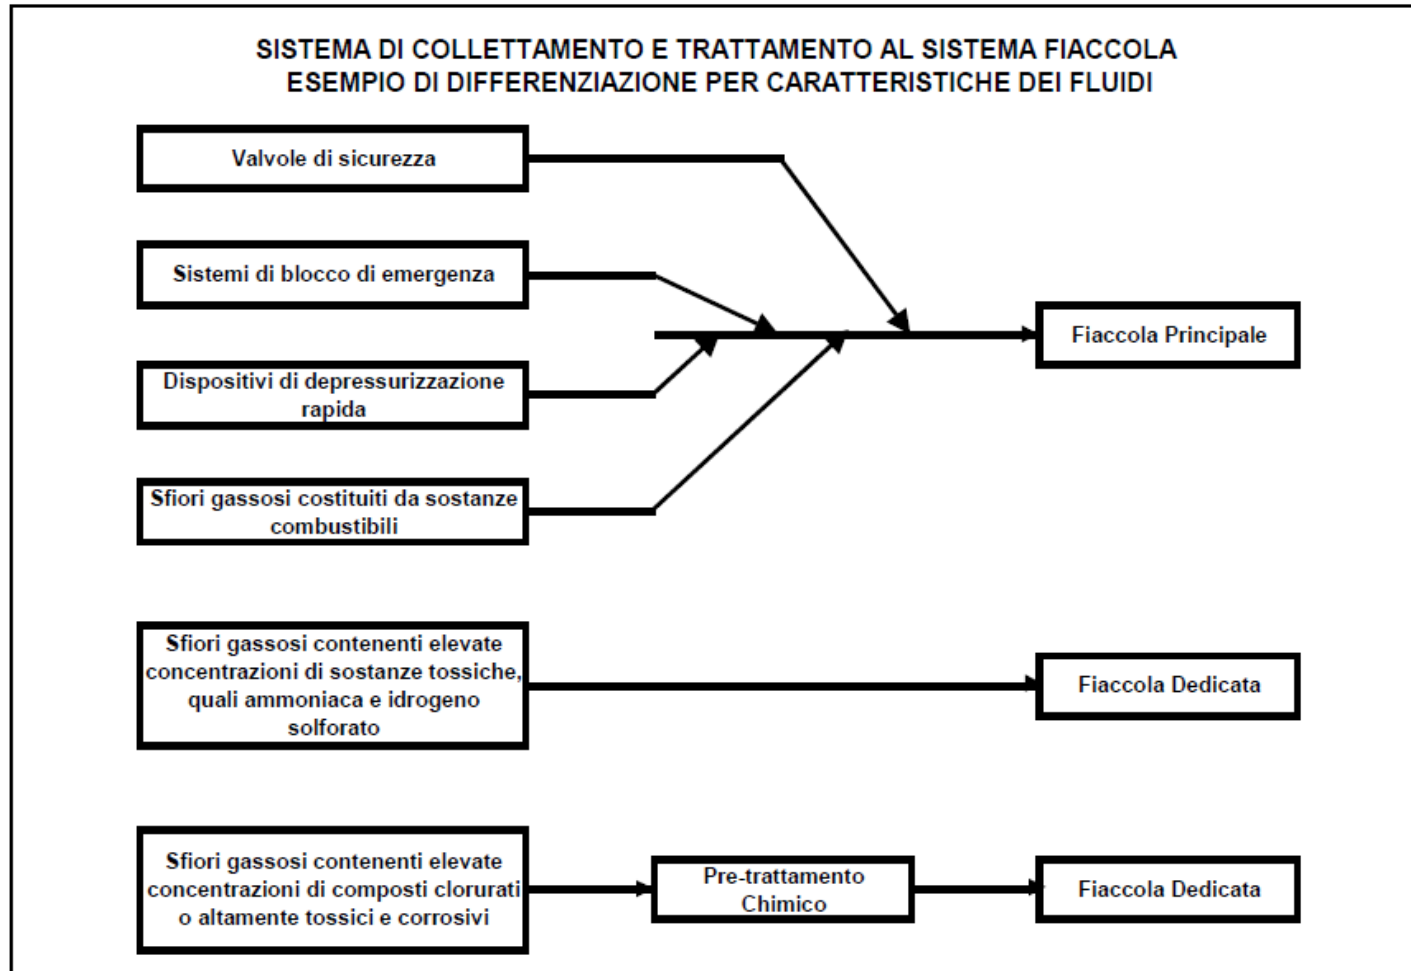 SISTEMA DI COLLETTAMENTO E TRATTAMENTO AL SISTEMA FIACCOLA
ESEMPIO DI DIFFERENZIAZIONE PER CARATTERISTICHE DEI FLUIDI
Valvole di sicurezza
Sistemi di blocco di emergenza
Fiaccola Principale
Dispositivi di depressurizzazione
rapida
Sfiori gassosi costituiti da sostanze
combustibili
Sfiori gassosi contenenti elevate
concentrazioni di sostanze tossiche,
quali ammoniaca e idrogeno
solforato
Fiaccola Dedicata
Sfiori gassosi contenenti elevate
concentrazioni di composti clorurati
o altamente tossici e corrosivi
Pre-trattamento
Chimico
Fiaccola Dedicata